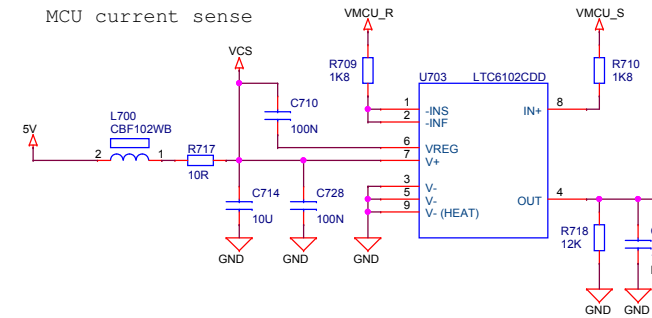 MCU current sense
VMCU_R
VMCU_S
VCS
R709
1K8
R710
1K8
U703
LTC6102CDD
C710
100N
L700
CBF102WB
5V
2
1
R717
10R
1
-INS
2
-INF
IN+
8
6
VREG
7
V+
3
V-
5
V-
9
V- (HEAT)
OUT
4
C714
10U
C728
100N
R718
12K
GND
GND
GND
GND
GND